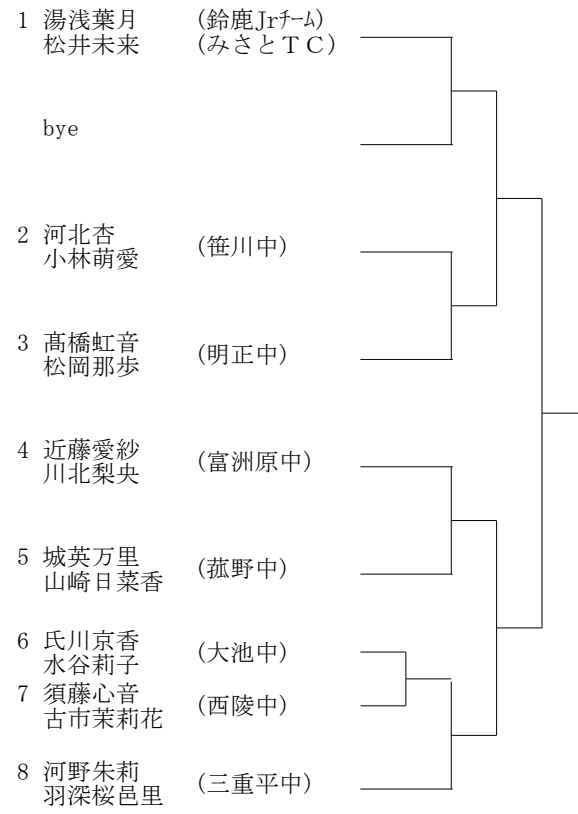 1 湯浅葉月 (鈴鹿Jrﾁｰﾑ)
松井未来 (みさとＴＣ)
bye
2 河北杏
小林萌愛 (笹川中)
3 髙橋虹音
松岡那歩 (明正中)
4 近藤愛紗
川北梨央 (富洲原中)
5 城英万里
山崎日菜香 (菰野中)
6 氏川京香
水谷莉子 (大池中)
7 須藤心音
古市茉莉花 (西陵中)
8 河野朱莉
羽深桜邑里 (三重平中)